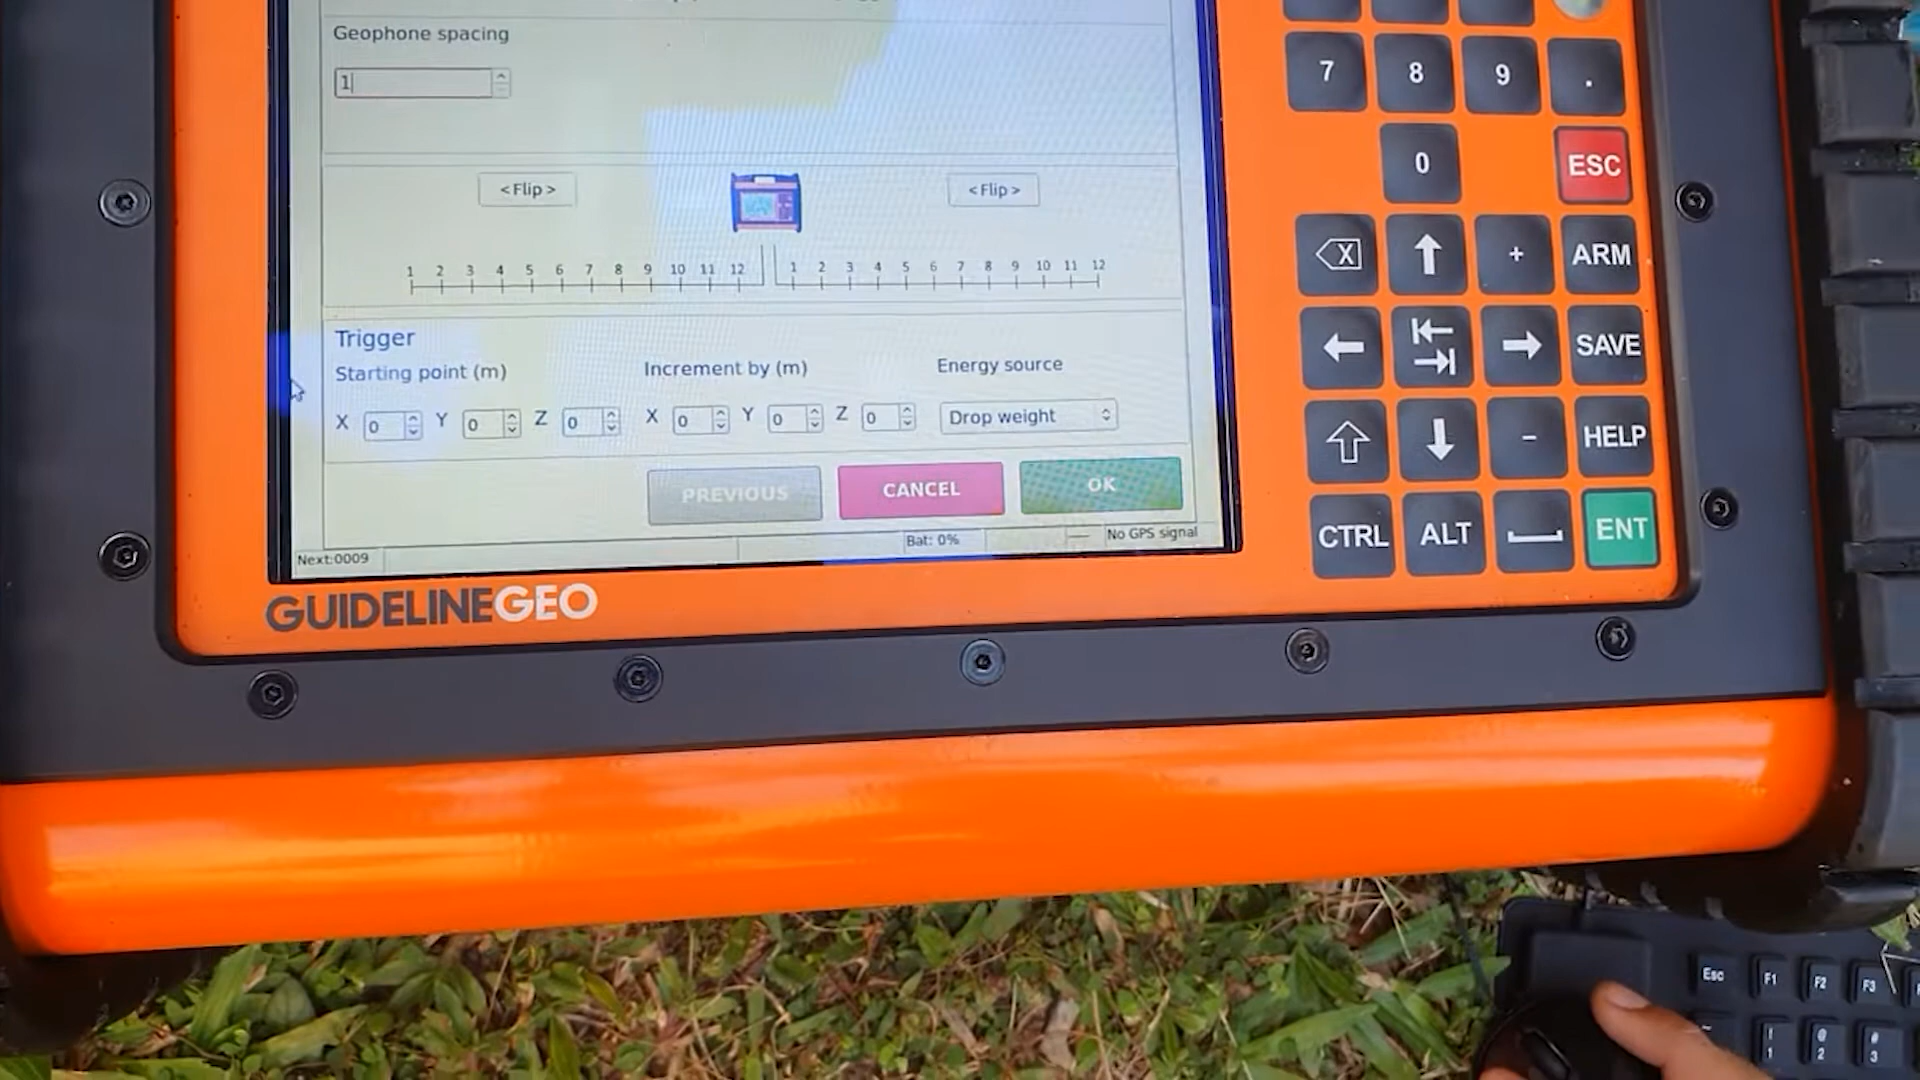 Geophone spacing
1
< Flip >
< Flip >
1 2 3 4 5 6 7 8 9 10 11 12
1 2 3 4 5 6 7 8 9 10 11 12
Trigger
Starting point (m)
Increment by (m)
Energy source
X 0 Y 0 Z 0
X 0 Y 0 Z 0
Drop weight
PREVIOUS
CANCEL
OK
Next:0009
Bat: 0%
No GPS signal
GUIDELINEGEO
7 8 9 .
0 ESC
X + ARM
SAVE
- HELP
CTRL ALT ENT
Esc F1 F2 F3
~ ! 1 @ 2 # 3